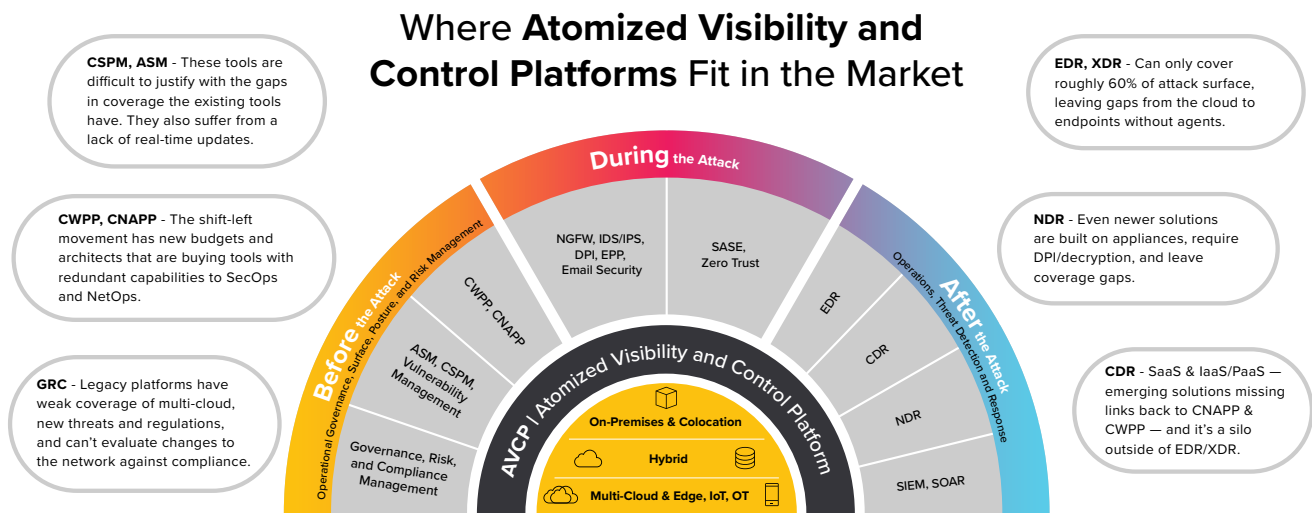 Where Atomized Visibility and
Control Platforms Fit in the Market
CSPM, ASM - These tools are
difficult to justify with the gaps
in coverage the existing tools
have. They also suffer from a
lack of real-time updates.
CWPP, CNAPP - The shift-left
movement has new budgets and
architects that are buying tools with
redundant capabilities to SecOps
and NetOps.
GRC - Legacy platforms have
weak coverage of multi-cloud,
new threats and regulations,
and can’t evaluate changes to
the network against compliance.
Before the Attack
Operational Governance, Surface, Posture, and Risk Management
Governance, Risk,
and Compliance
Management
ASM, CSPM,
Vulnerability
Management
CWPP, CNAPP
During the Attack
NGFW, IDS/IPS,
DPI, EPP,
Email Security
SASE,
Zero Trust
After the Attack
Operations, Threat Detection and Response
EDR
CDR
NDR
SIEM, SOAR
AVCP | Atomized Visibility and Control Platform
On-Premises & Colocation
Hybrid
Multi-Cloud & Edge, IoT, OT
EDR, XDR - Can only cover
roughly 60% of attack surface,
leaving gaps from the cloud to
endpoints without agents.
NDR - Even newer solutions
are built on appliances, require
DPI/decryption, and leave
coverage gaps.
CDR - SaaS & IaaS/PaaS —
emerging solutions missing
links back to CNAPP &
CWPP — and it’s a silo
outside of EDR/XDR.